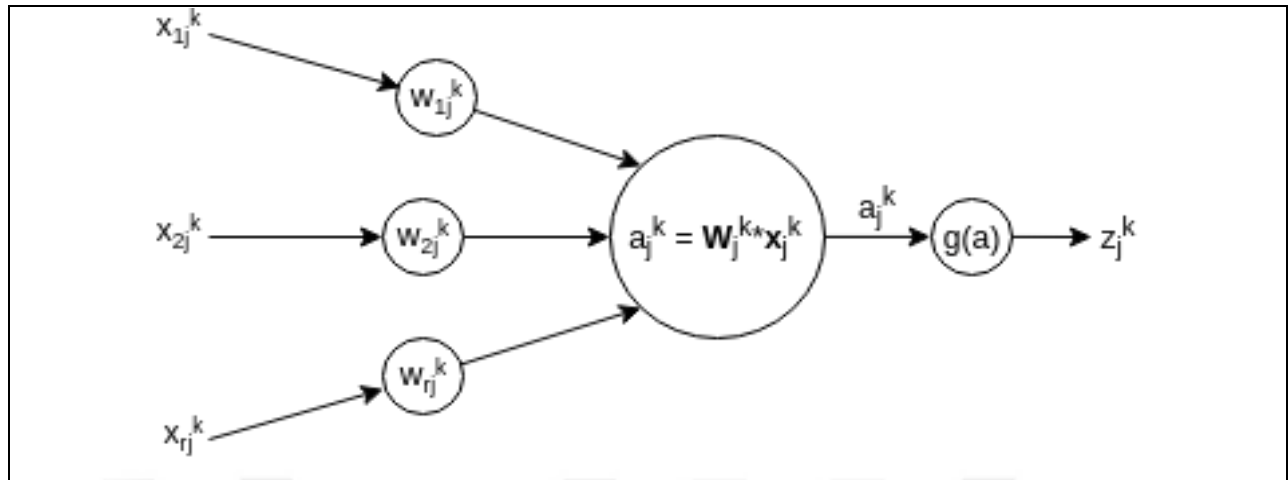 x₁ⱼᵏ
w₁ⱼᵏ
x₂ⱼᵏ
w₂ⱼᵏ
aⱼᵏ = Wⱼᵏ*xⱼᵏ
aⱼᵏ
g(a)
zⱼᵏ
wᵣⱼᵏ
xᵣⱼᵏ